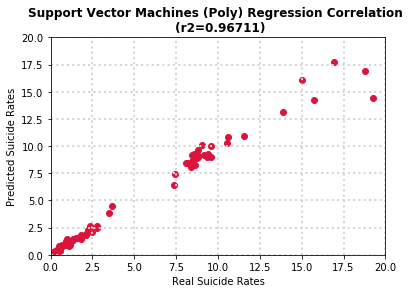 Support Vector Machines (Poly) Regression Correlation
(r2=0.96711)
20.0
17.5
15.0
12.5
10.0
7.5
5.0
2.5
0.0
Predicted Suicide Rates
0.0 2.5 5.0 7.5 10.0 12.5 15.0 17.5 20.0
Real Suicide Rates